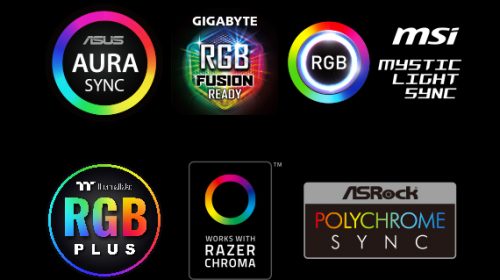 ASUS
AURA
SYNC
GIGABYTE
RGB
FUSION
READY
RGB
msi
MYSTIC
LIGHT
SYNC
thermaltake
RGB
PLUS
™
WORKS WITH
RAZER
CHROMA
ASRock
POLYCHROME
SYNC